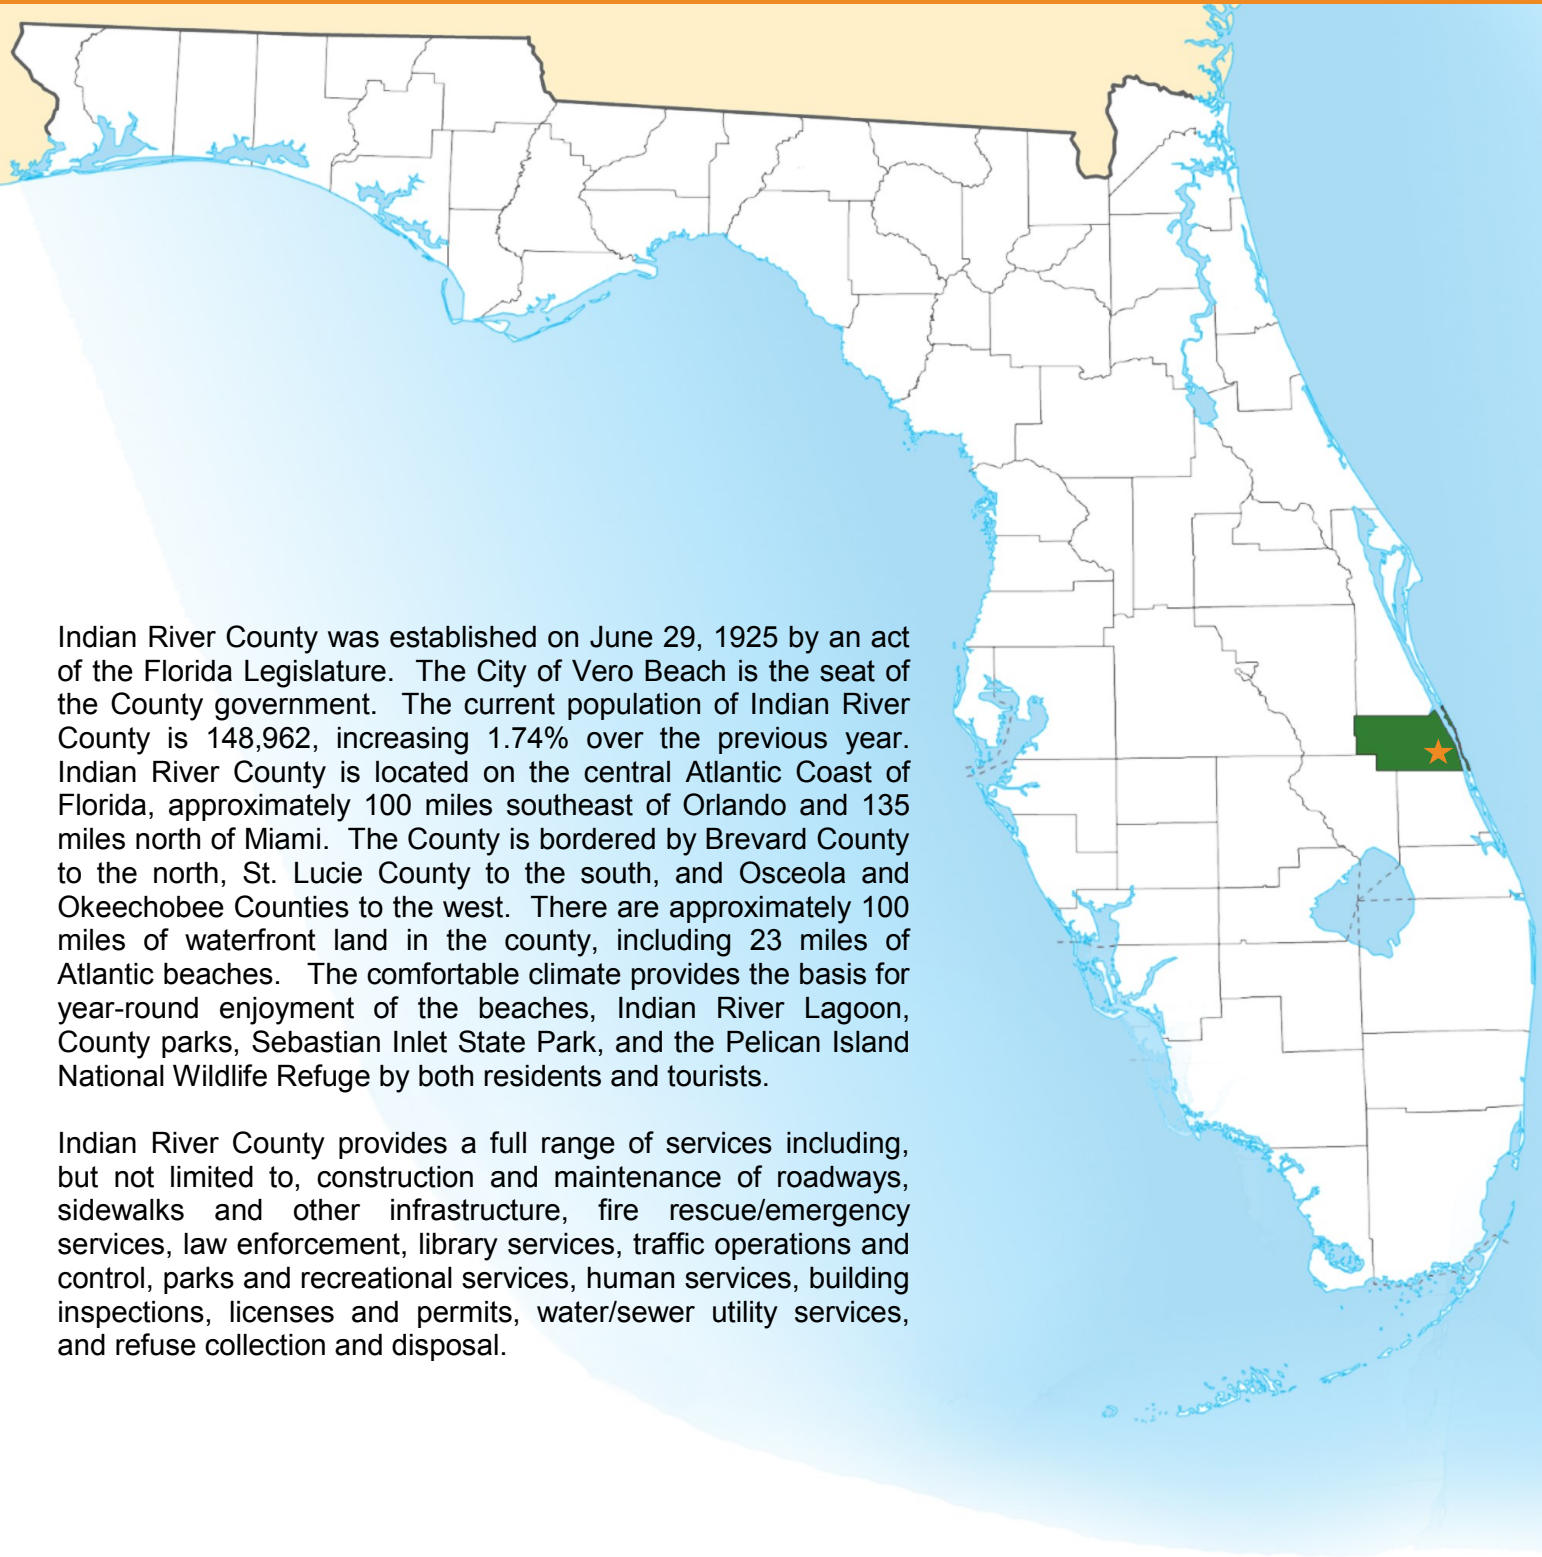 Indian River County was established on June 29, 1925 by an act
of the Florida Legislature. The City of Vero Beach is the seat of
the County government. The current population of Indian River
County is 148,962, increasing 1.74% over the previous year.
Indian River County is located on the central Atlantic Coast of
Florida, approximately 100 miles southeast of Orlando and 135
miles north of Miami. The County is bordered by Brevard County
to the north, St. Lucie County to the south, and Osceola and
Okeechobee Counties to the west. There are approximately 100
miles of waterfront land in the county, including 23 miles of
Atlantic beaches. The comfortable climate provides the basis for
year-round enjoyment of the beaches, Indian River Lagoon,
County parks, Sebastian Inlet State Park, and the Pelican Island
National Wildlife Refuge by both residents and tourists.
Indian River County provides a full range of services including,
but not limited to, construction and maintenance of roadways,
sidewalks and other infrastructure, fire rescue/emergency
services, law enforcement, library services, traffic operations and
control, parks and recreational services, human services, building
inspections, licenses and permits, water/sewer utility services,
and refuse collection and disposal.